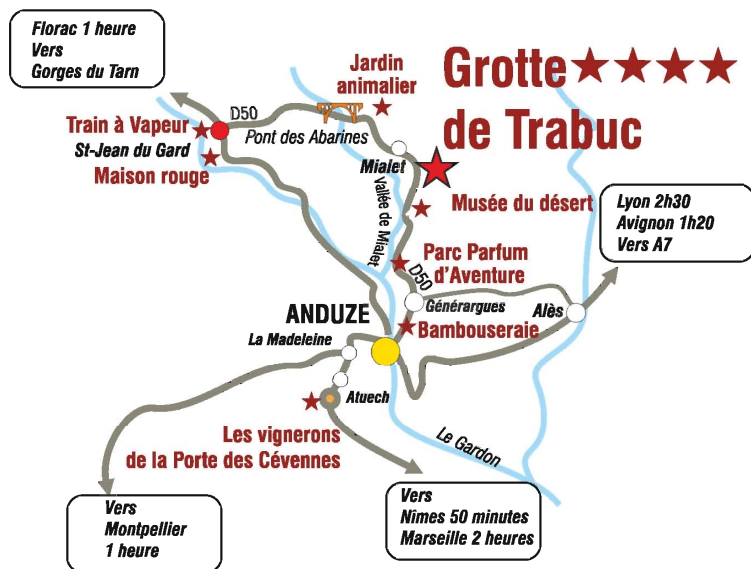 Florac 1 heure
Vers
Gorges du Tarn
Jardin
animalier
Grotte
de Trabuc
D50
Train à Vapeur
Pont des Abarines
St-Jean du Gard
Maison rouge
Mialet
Vallée de Mialet
Musée du désert
Lyon 2h30
Avignon 1h20
Vers A7
Parc Parfum
d'Aventure
D50
Générargues
Alès
ANDUZE
Bambouseraie
La Madeleine
Atuech
Les vignerons
de la Porte des Cévennes
Le Gardon
Vers
Montpellier
1 heure
Vers
Nîmes 50 minutes
Marseille 2 heures